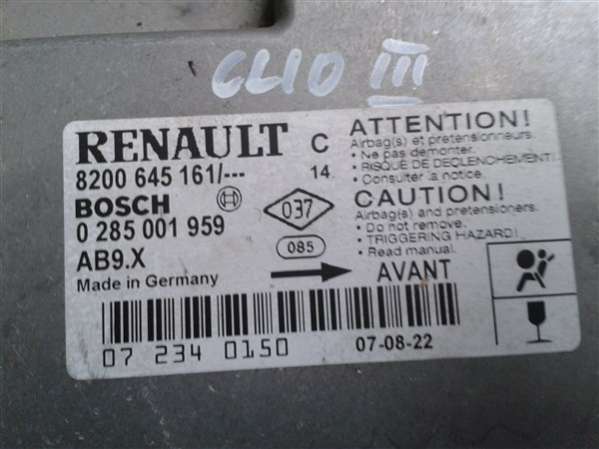 CLIO III
RENAULT C
8200 645 161/--- 14
BOSCH
0 285 001 959
AB9.X
Made in Germany
037
085
ATTENTION!
Airbag(s) et pretensionneurs.
• Ne pas demonter.
• RISQUE DE DECLENCHEMENT!
• Consulter la notice.
CAUTION!
Airbag(s) and pretensioners.
• Do not remove.
• TRIGGERING HAZARD!
• Read manual.
AVANT
07 234 0150
07-08-22